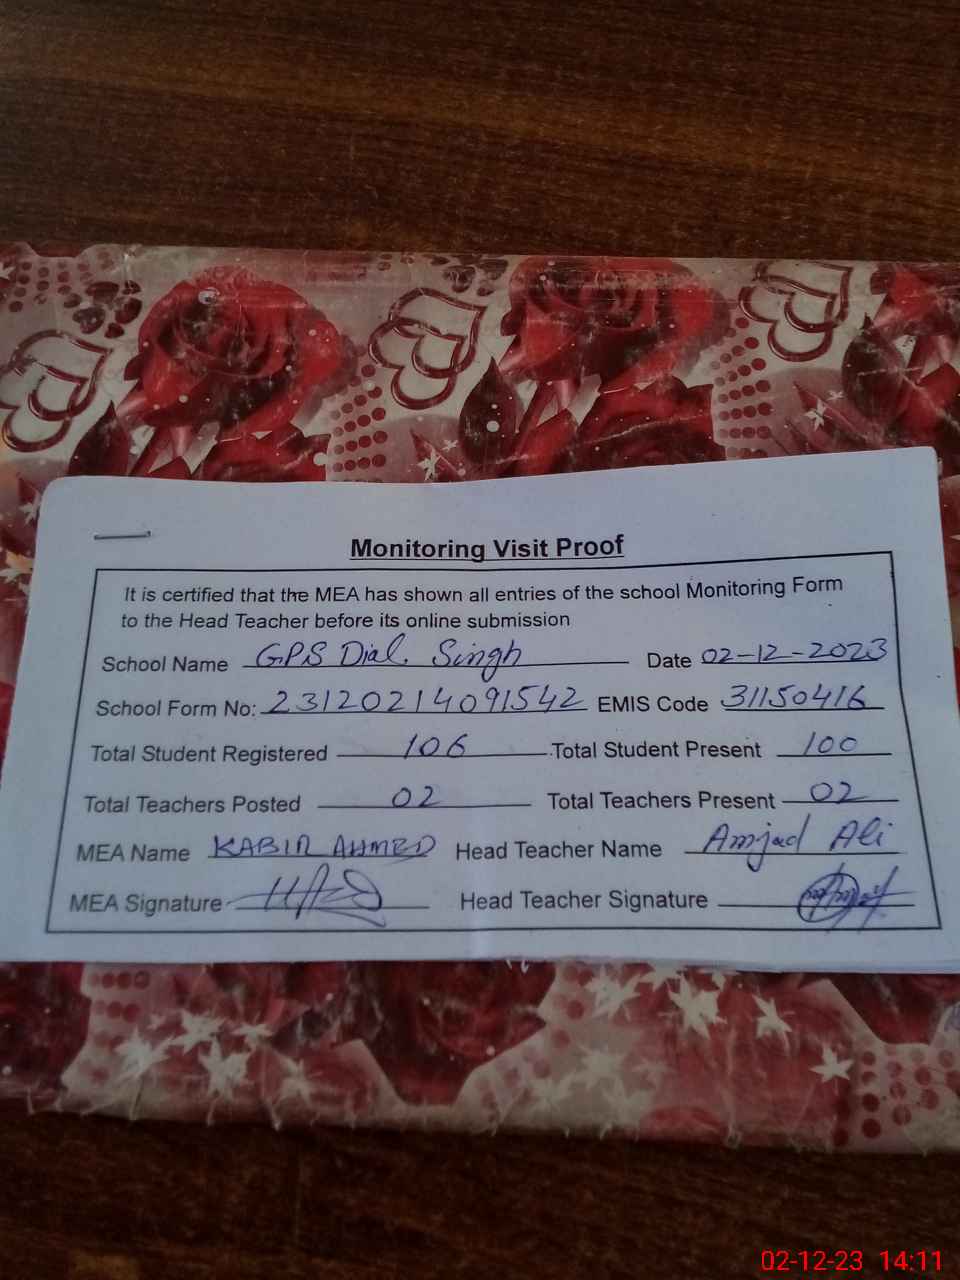 Monitoring Visit Proof
It is certified that the MEA has shown all entries of the school Monitoring Form
to the Head Teacher before its online submission
School Name GPS Dial. Singh Date 02-12-2023
School Form No: 23120214091542 EMIS Code 31150416
Total Student Registered 106 Total Student Present 100
Total Teachers Posted 02 Total Teachers Present 02
MEA Name KABIR AHMED Head Teacher Name Amjad Ali
MEA Signature Head Teacher Signature
02-12-23 14:11